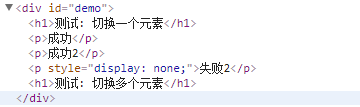 ▼<div id="demo">
<h1>测试: 切换一个元素</h1>
<p>成功</p>
<p>成功2</p>
<p style="display: none;">失败2</p>
<h1>测试: 切换多个元素</h1>
</div>